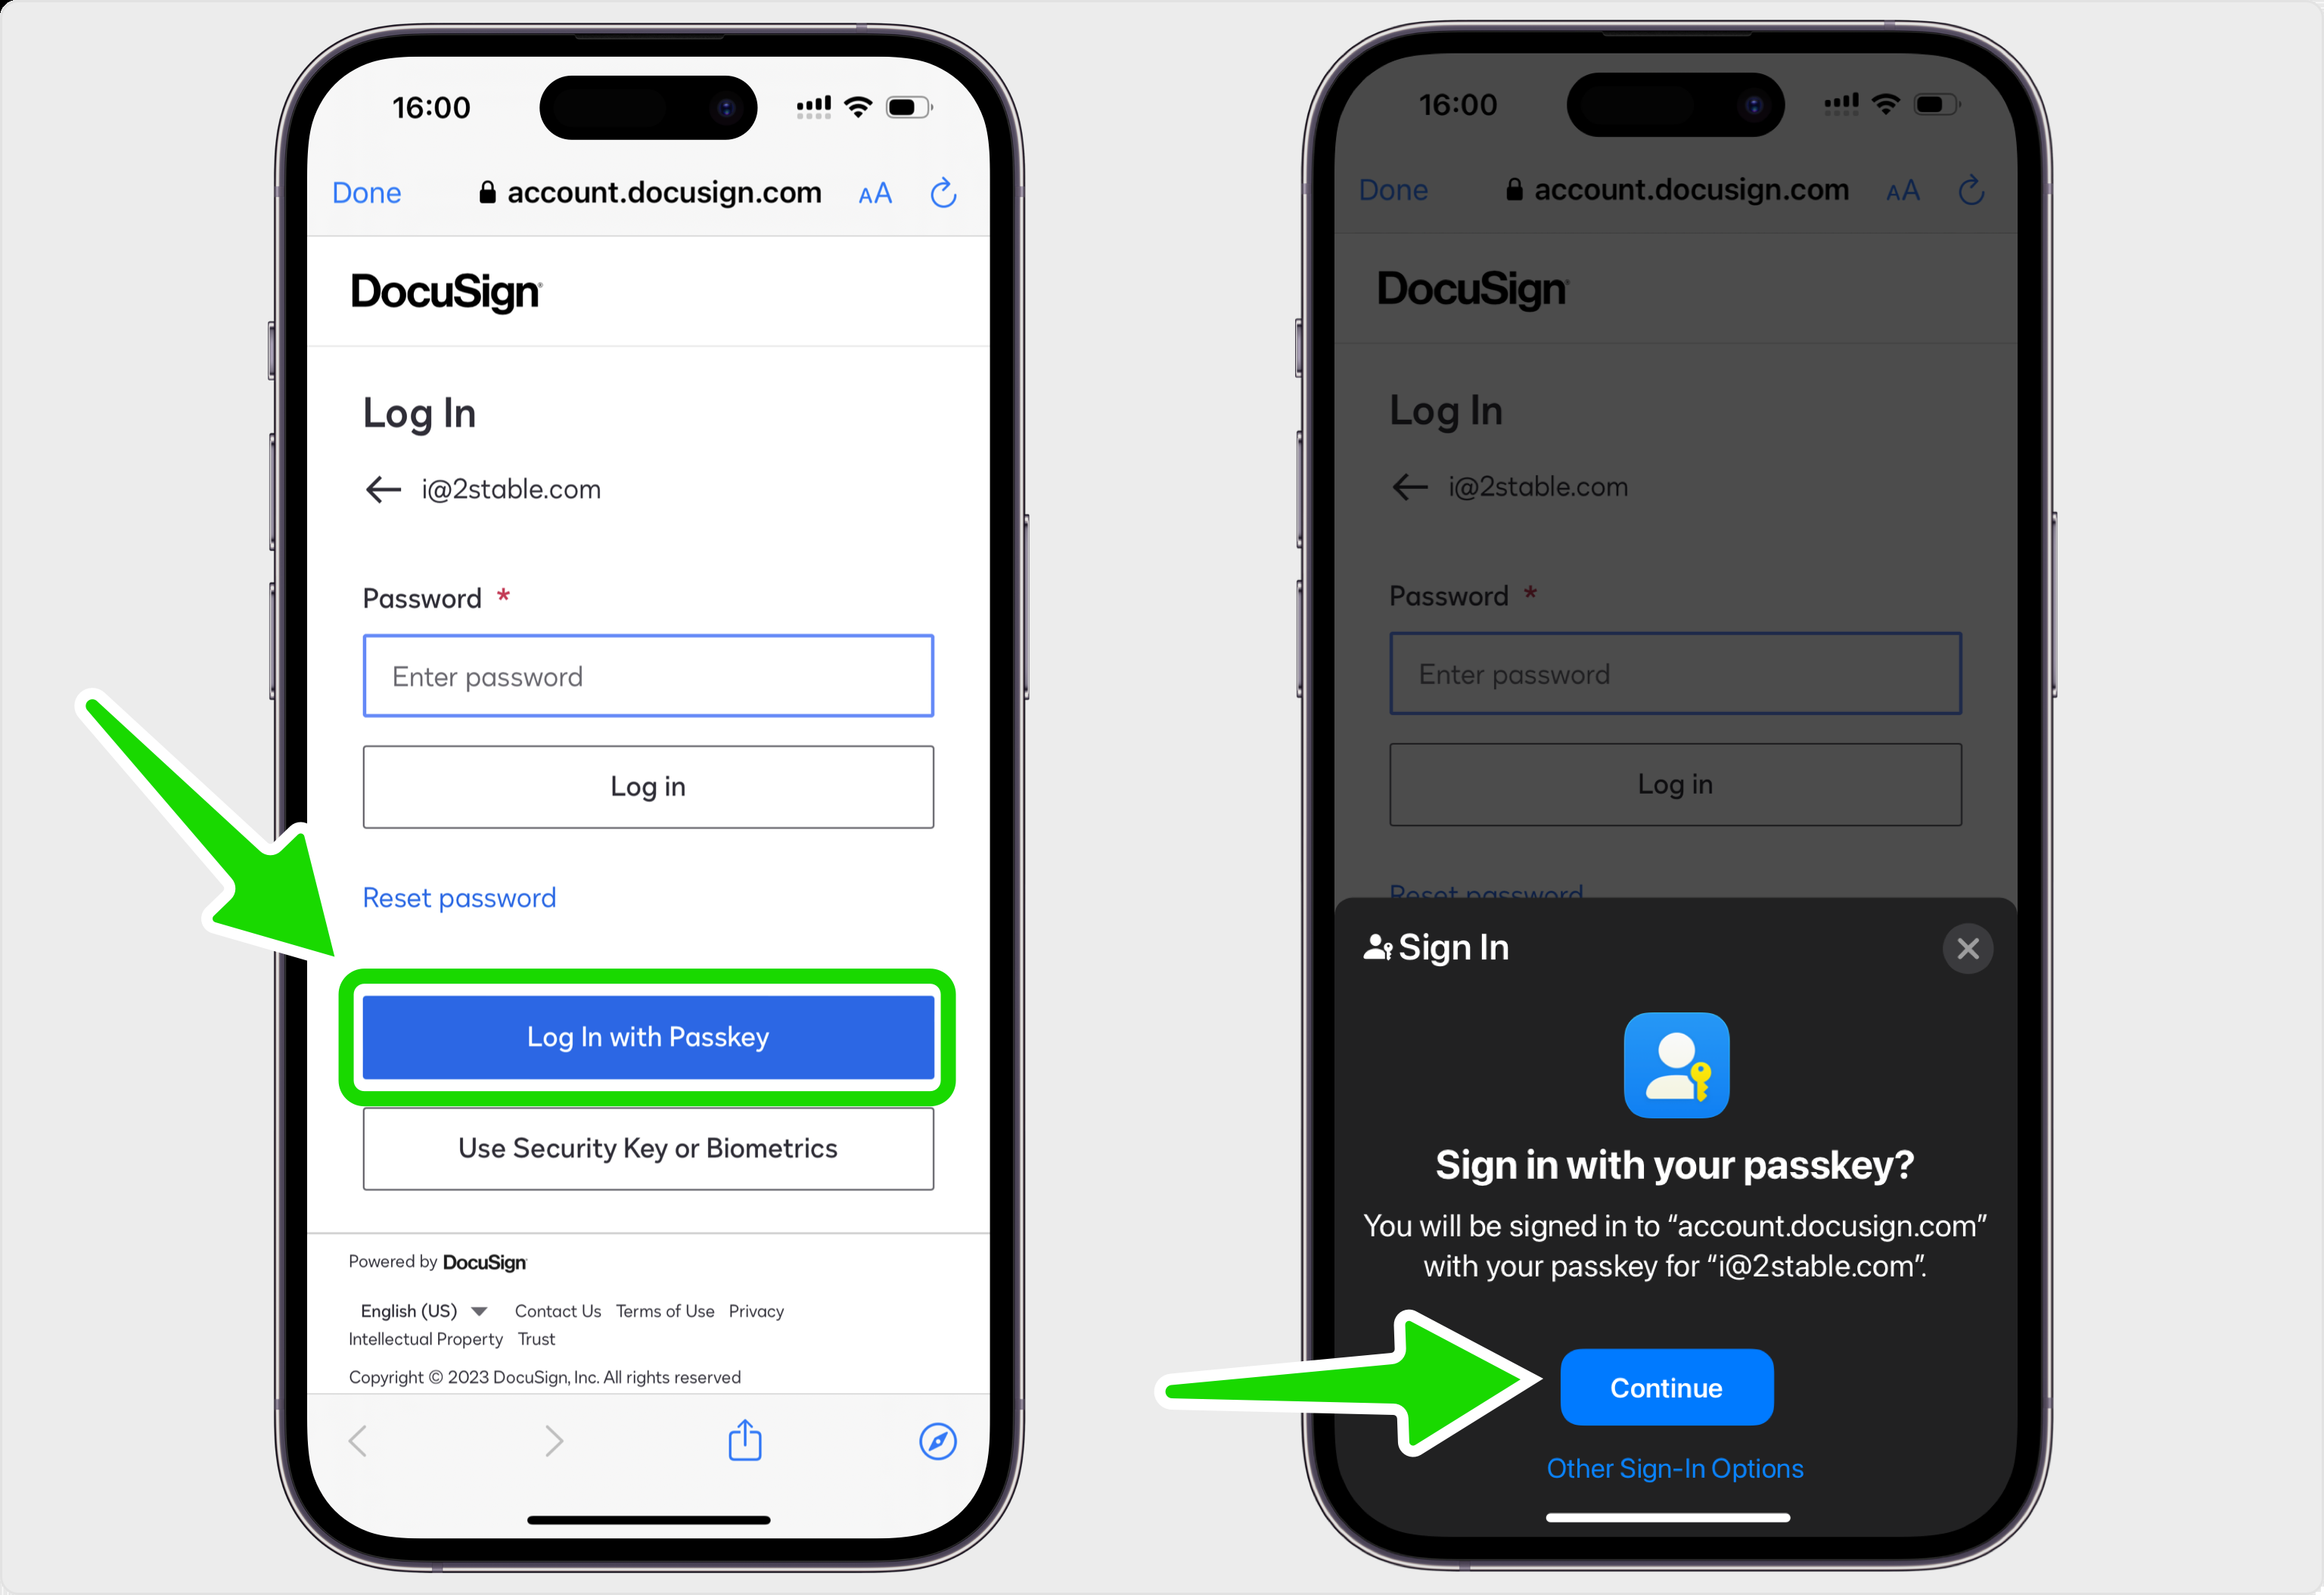 16:00
Done account.docusign.com AA
DocuSign
Log In
i@2stable.com
Password *
Enter password
Log in
Reset password
Log In with Passkey
Use Security Key or Biometrics
Powered by DocuSign
English (US) Contact Us Terms of Use Privacy
Intellectual Property Trust
Copyright © 2023 DocuSign, Inc. All rights reserved
16:00
Done account.docusign.com AA
DocuSign
Log In
i@2stable.com
Password *
Enter password
Log in
Reset password
Sign In
Sign in with your passkey?
You will be signed in to “account.docusign.com”
with your passkey for “i@2stable.com”.
Continue
Other Sign-In Options